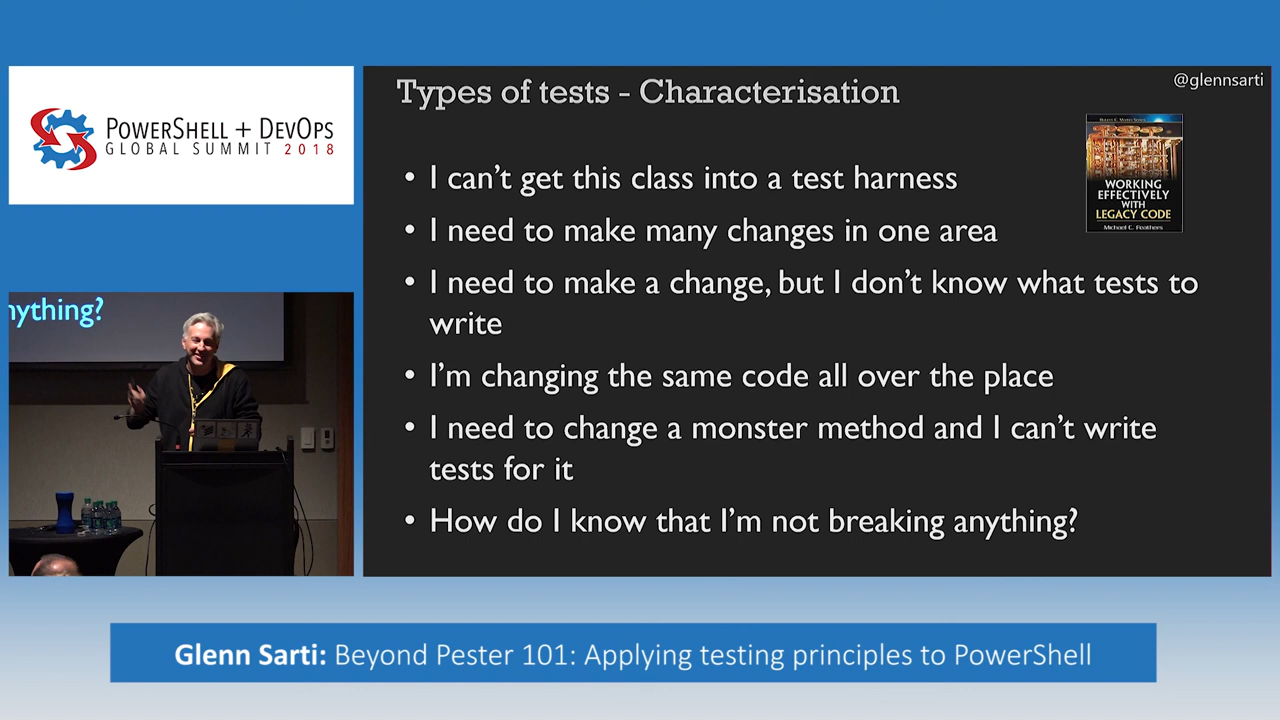 POWERSHELL + DEVOPS
GLOBAL SUMMIT 2018
nything?
Types of tests - Characterisation
@glennsarti
Robert C. Martin Series
WORKING
EFFECTIVELY
WITH
LEGACY CODE
Michael C. Feathers
• I can't get this class into a test harness
• I need to make many changes in one area
• I need to make a change, but I don't know what tests to
write
• I'm changing the same code all over the place
• I need to change a monster method and I can't write
tests for it
• How do I know that I'm not breaking anything?
Glenn Sarti: Beyond Pester 101: Applying testing principles to PowerShell